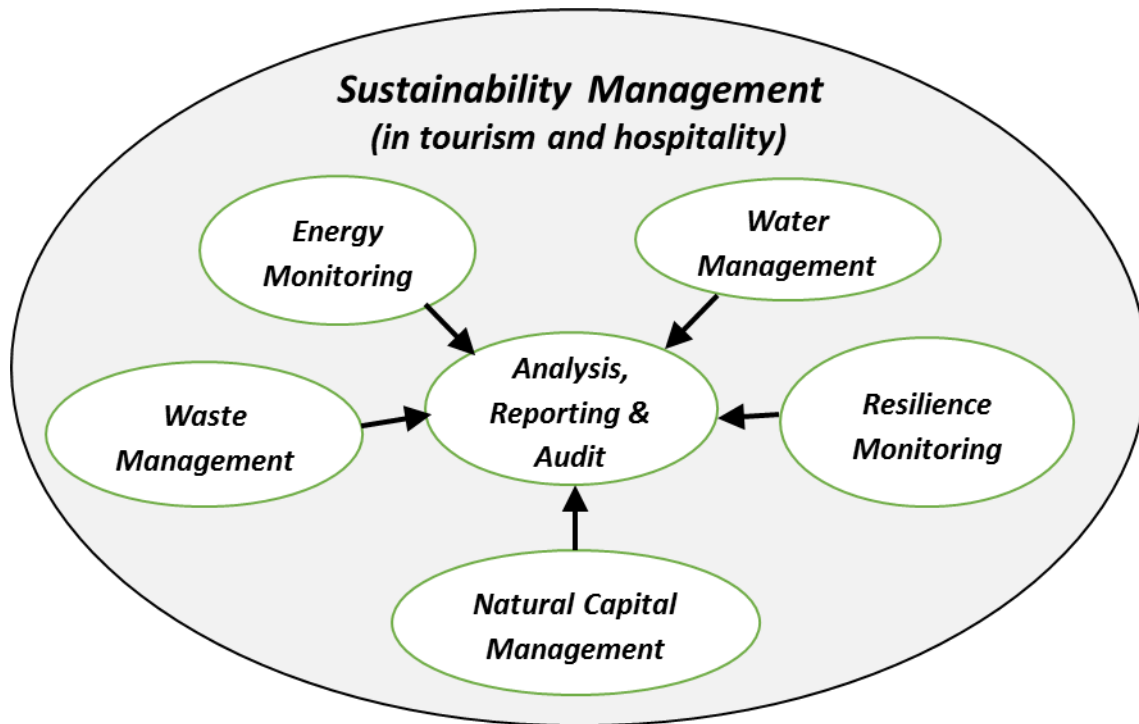 Sustainability Management
(in tourism and hospitality)
Energy
Monitoring
Water
Management
Analysis,
Reporting &
Audit
Waste
Management
Resilience
Monitoring
Natural Capital
Management